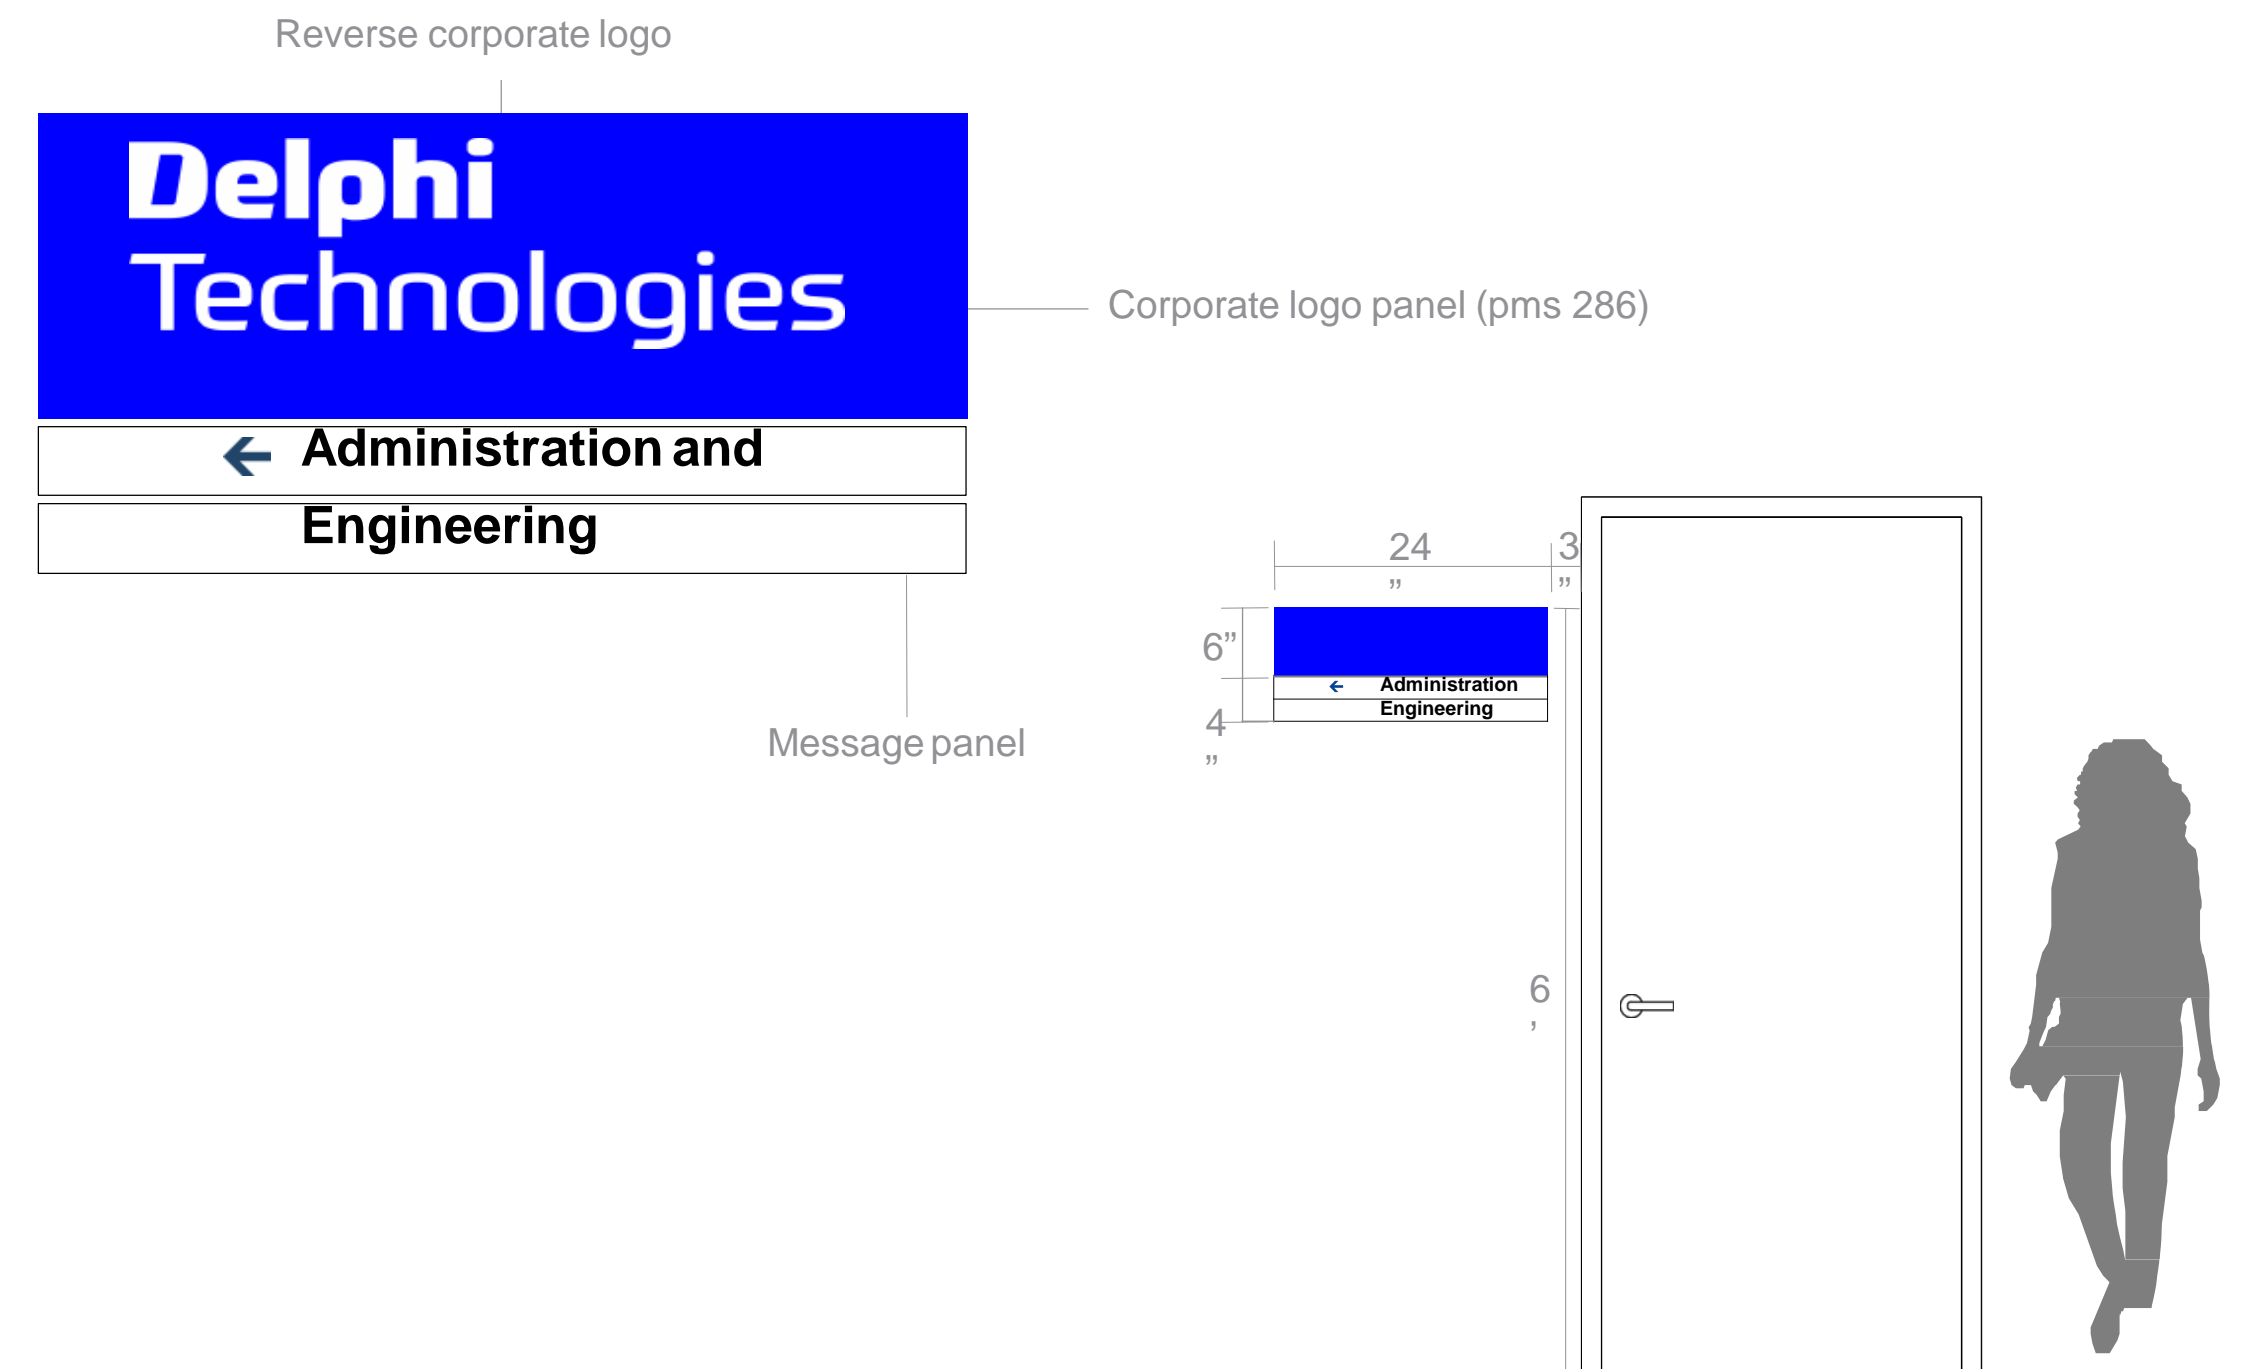 Reverse corporate logo
Delphi
Technologies
Corporate logo panel (pms 286)
Administration and
Engineering
Message panel
24
”
3
”
6”
4
”
Administration
Engineering
6
’